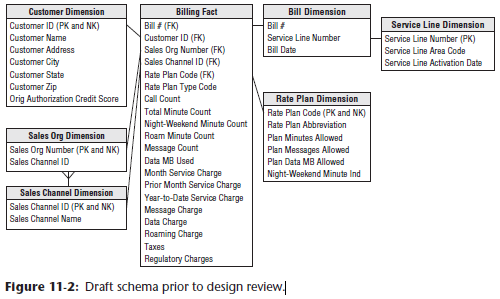 Customer Dimension
Customer ID (PK and NK)
Customer Name
Customer Address
Customer City
Customer State
Customer Zip
Orig Authorization Credit Score
Sales Org Dimension
Sales Org Number (PK and NK)
Sales Channel ID
Sales Channel Dimension
Sales Channel ID (PK and NK)
Sales Channel Name
Billing Fact
Bill # (FK)
Customer ID (FK)
Sales Org Number (FK)
Sales Channel ID (FK)
Rate Plan Code (FK)
Rate Plan Type Code
Call Count
Total Minute Count
Night-Weekend Minute Count
Roam Minute Count
Message Count
Data MB Used
Month Service Charge
Prior Month Service Charge
Year-to-Date Service Charge
Message Charge
Data Charge
Roaming Charge
Taxes
Regulatory Charges
Bill Dimension
Bill #
Service Line Number
Bill Date
Rate Plan Dimension
Rate Plan Code (PK and NK)
Rate Plan Abbreviation
Plan Minutes Allowed
Plan Messages Allowed
Plan Data MB Allowed
Night-Weekend Minute Ind
Service Line Dimension
Service Line Number (PK)
Service Line Area Code
Service Line Activation Date
Figure 11-2: Draft schema prior to design review.